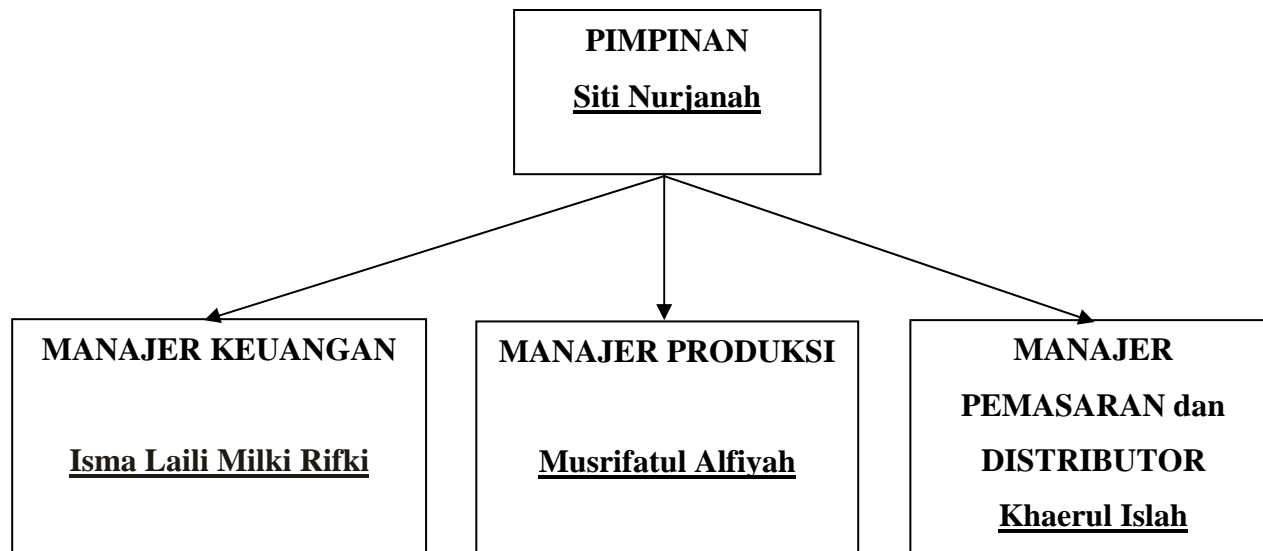 PIMPINAN
Siti Nurjanah
MANAJER KEUANGAN
Isma Laili Milki Rifki
MANAJER PRODUKSI
Musrifatul Alfiyah
MANAJER
PEMASARAN dan
DISTRIBUTOR
Khaerul Islah